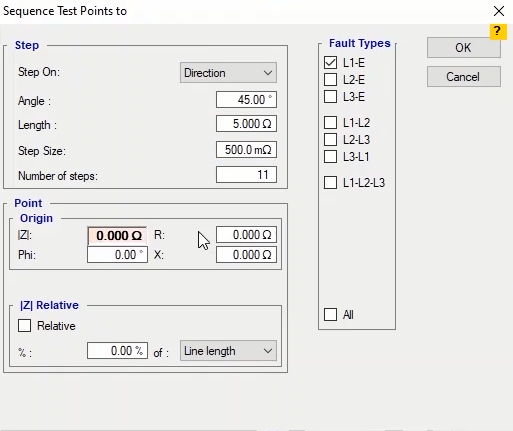 Sequence Test Points to
?
Step
Step On: Direction
Angle : 45.00 °
Length : 5.000 Ω
Step Size: 500.0 mΩ
Number of steps: 11
Point
Origin
|Z|: 0.000 Ω R: 0.000 Ω
Phi: 0.00 ° X: 0.000 Ω
|Z| Relative
Relative
% : 0.00 % of : Line length
Fault Types
L1-E
L2-E
L3-E
L1-L2
L2-L3
L3-L1
L1-L2-L3
All
OK
Cancel